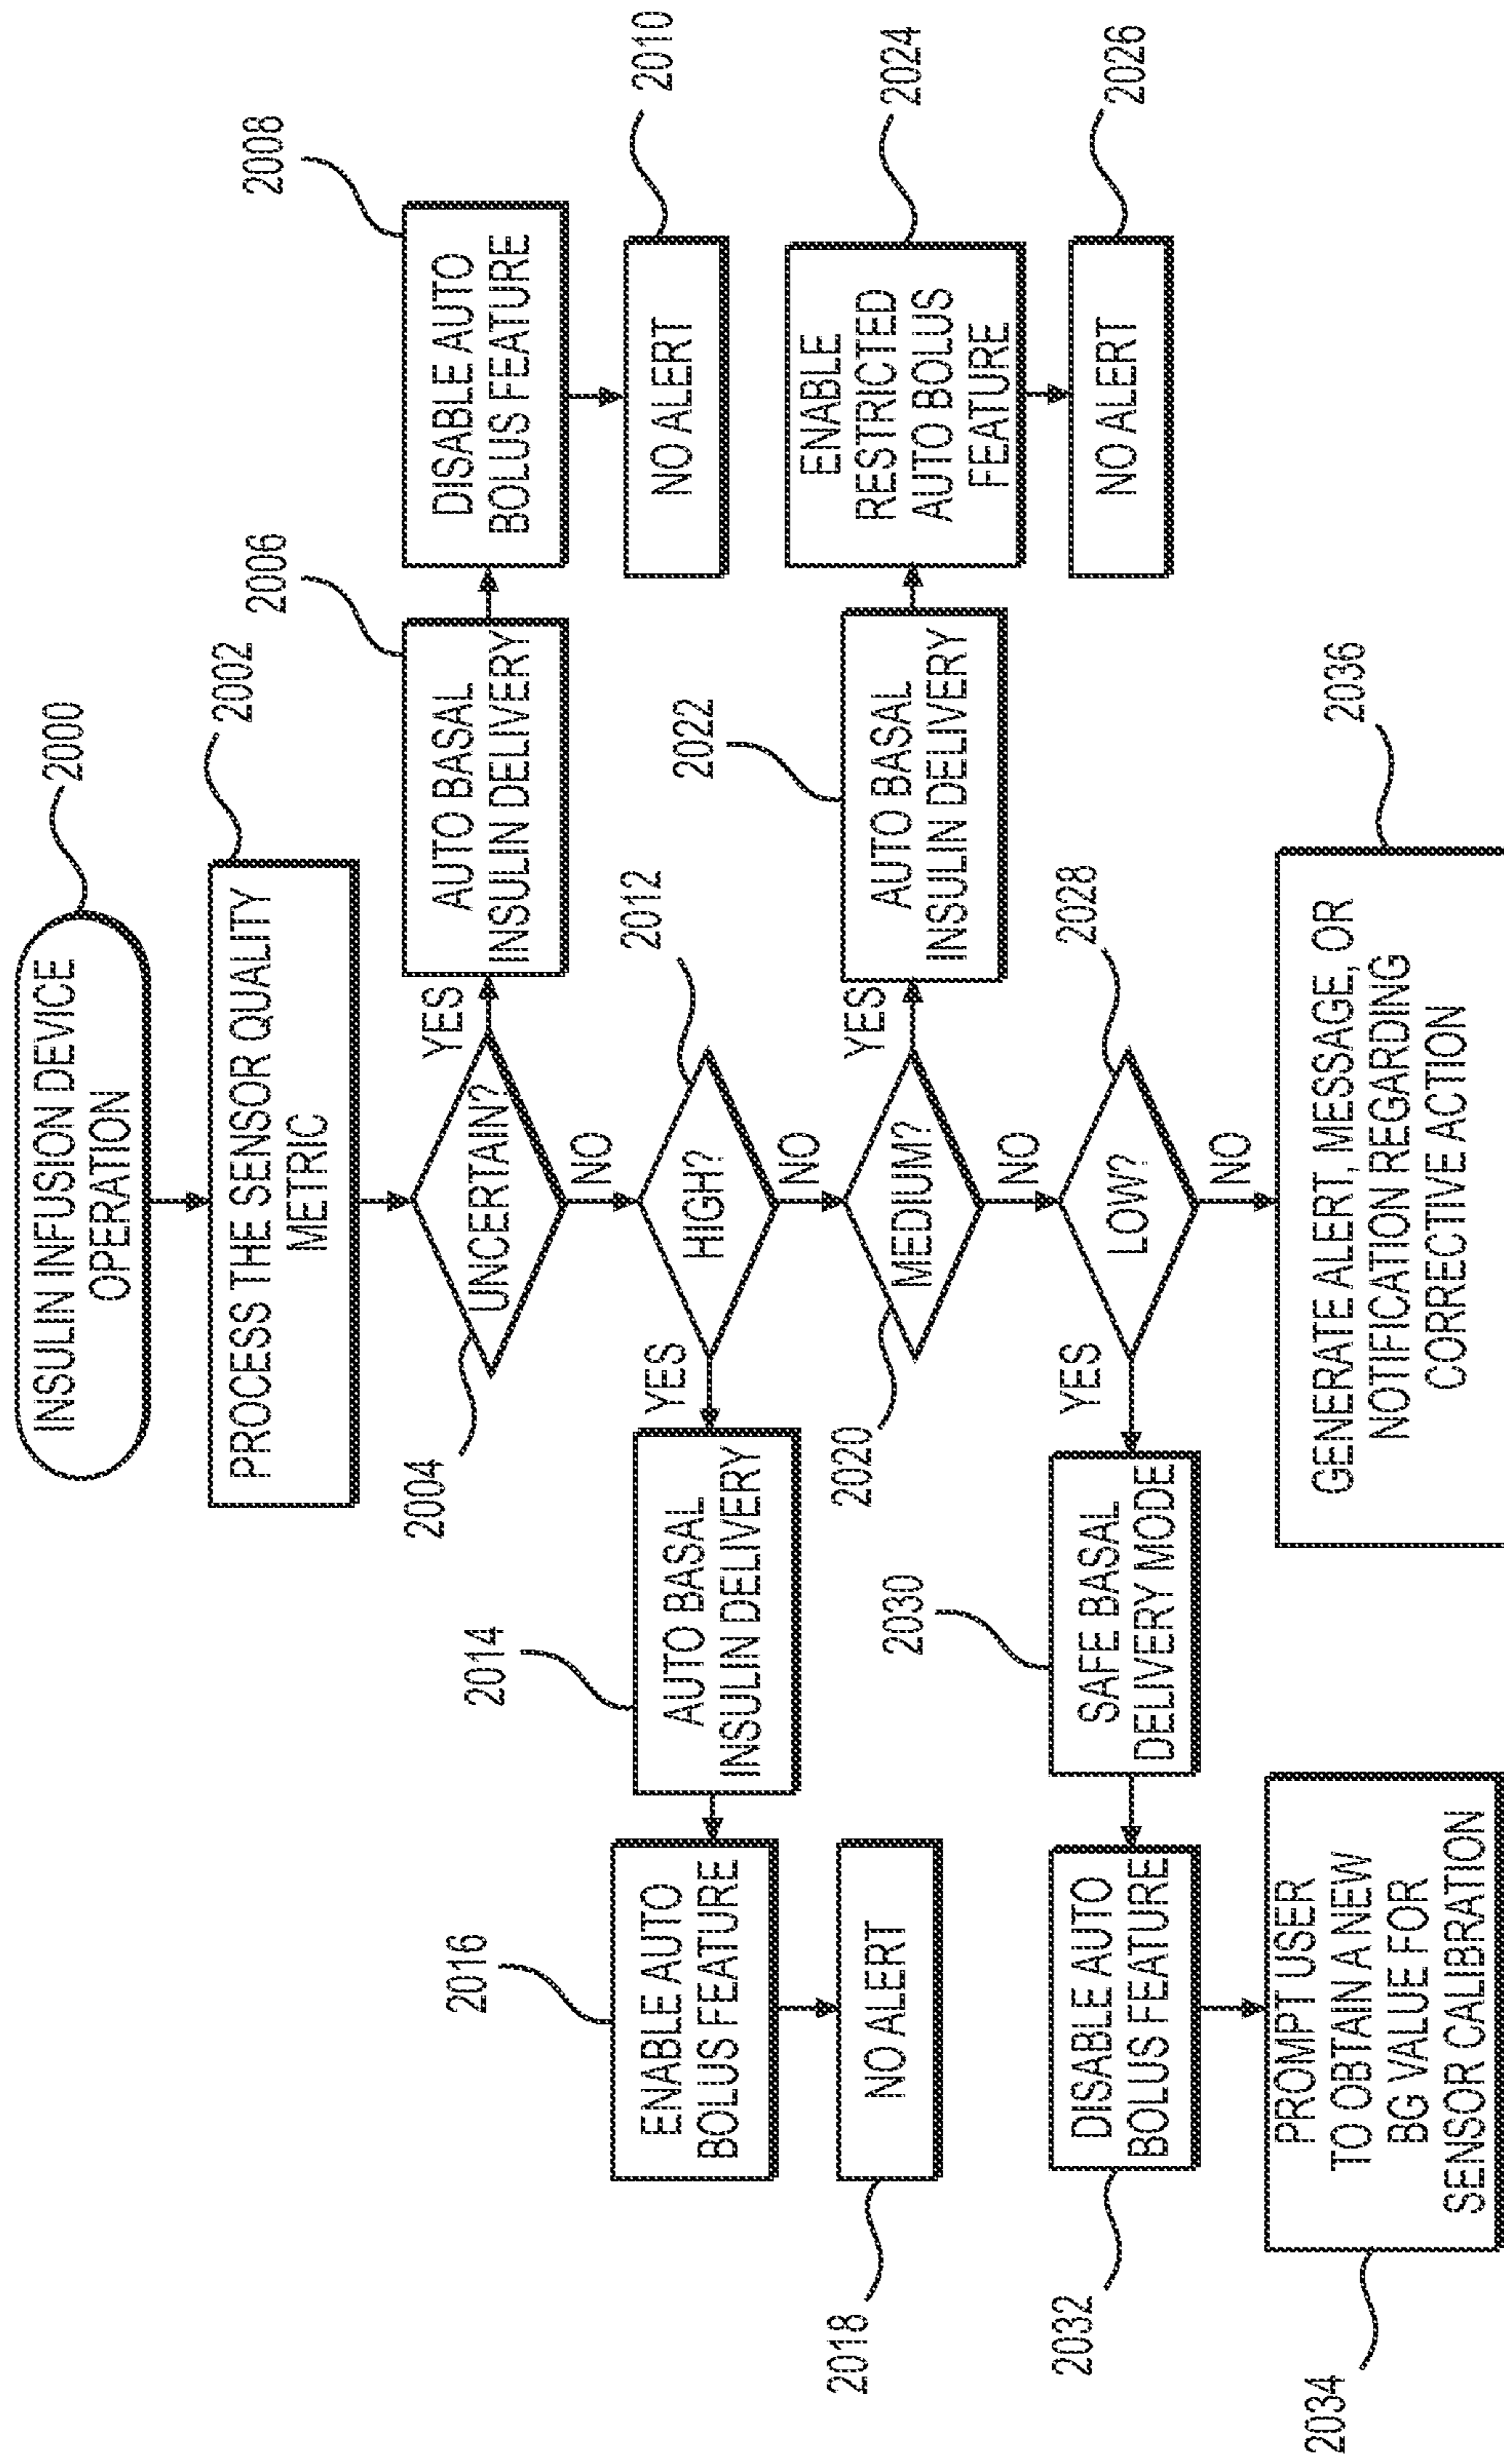 2000
INSULIN INFUSION DEVICE
OPERATION
2002
PROCESS THE SENSOR QUALITY
METRIC
2004
UNCERTAIN?
YES
NO
2006
AUTO BASAL
INSULIN DELIVERY
2008
DISABLE AUTO
BOLUS FEATURE
2010
NO ALERT
2012
HIGH?
YES
NO
2014
AUTO BASAL
INSULIN DELIVERY
2016
ENABLE AUTO
BOLUS FEATURE
2018
NO ALERT
2020
MEDIUM?
YES
NO
2022
AUTO BASAL
INSULIN DELIVERY
2024
ENABLE
RESTRICTED
AUTO BOLUS
FEATURE
2026
NO ALERT
2028
LOW?
YES
NO
2030
SAFE BASAL
DELIVERY MODE
2032
DISABLE AUTO
BOLUS FEATURE
2034
PROMPT USER
TO OBTAIN A NEW
BG VALUE FOR
SENSOR CALIBRATION
2036
GENERATE ALERT, MESSAGE, OR
NOTIFICATION REGARDING
CORRECTIVE ACTION